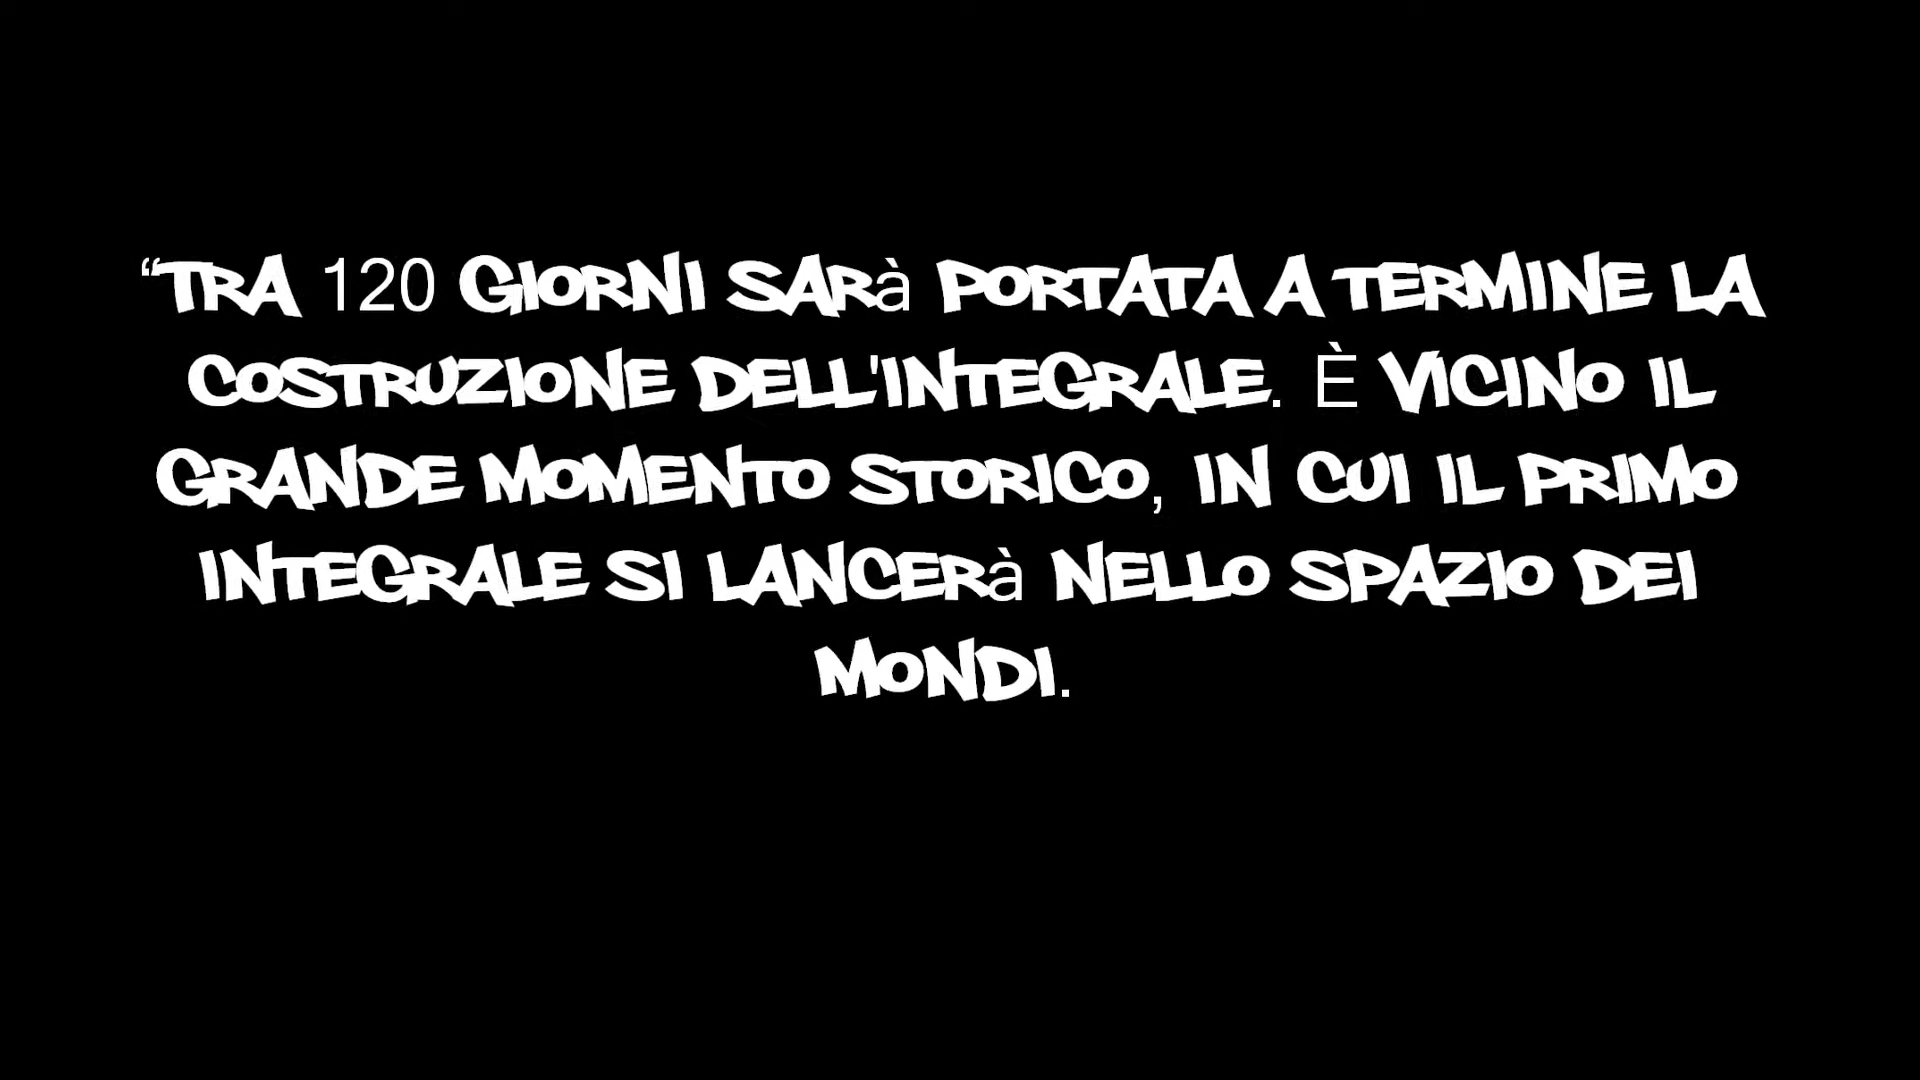 “TRA 120 GIORNI SARà PORTATA A TERMINE LA
COSTRUZIONE DELL'INTEGRALE. È VICINO IL
GRANDE MOMENTO STORICO, IN CUI IL PRIMO
INTEGRALE SI LANCERà NELLO SPAZIO DEI
MONDI.